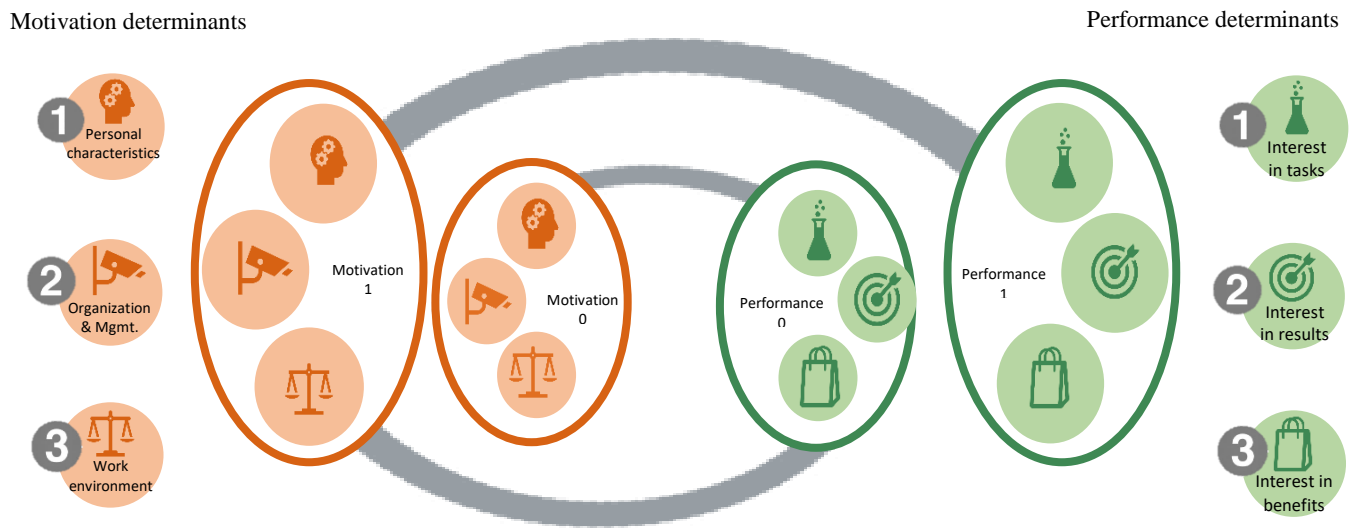 Motivation determinants
Performance determinants
1
Personal
characteristics
2
Organization
& Mgmt.
3
Work
environment
Motivation
1
Motivation
0
Performance
0
Performance
1
1
Interest
in tasks
2
Interest
in results
3
Interest in
benefits